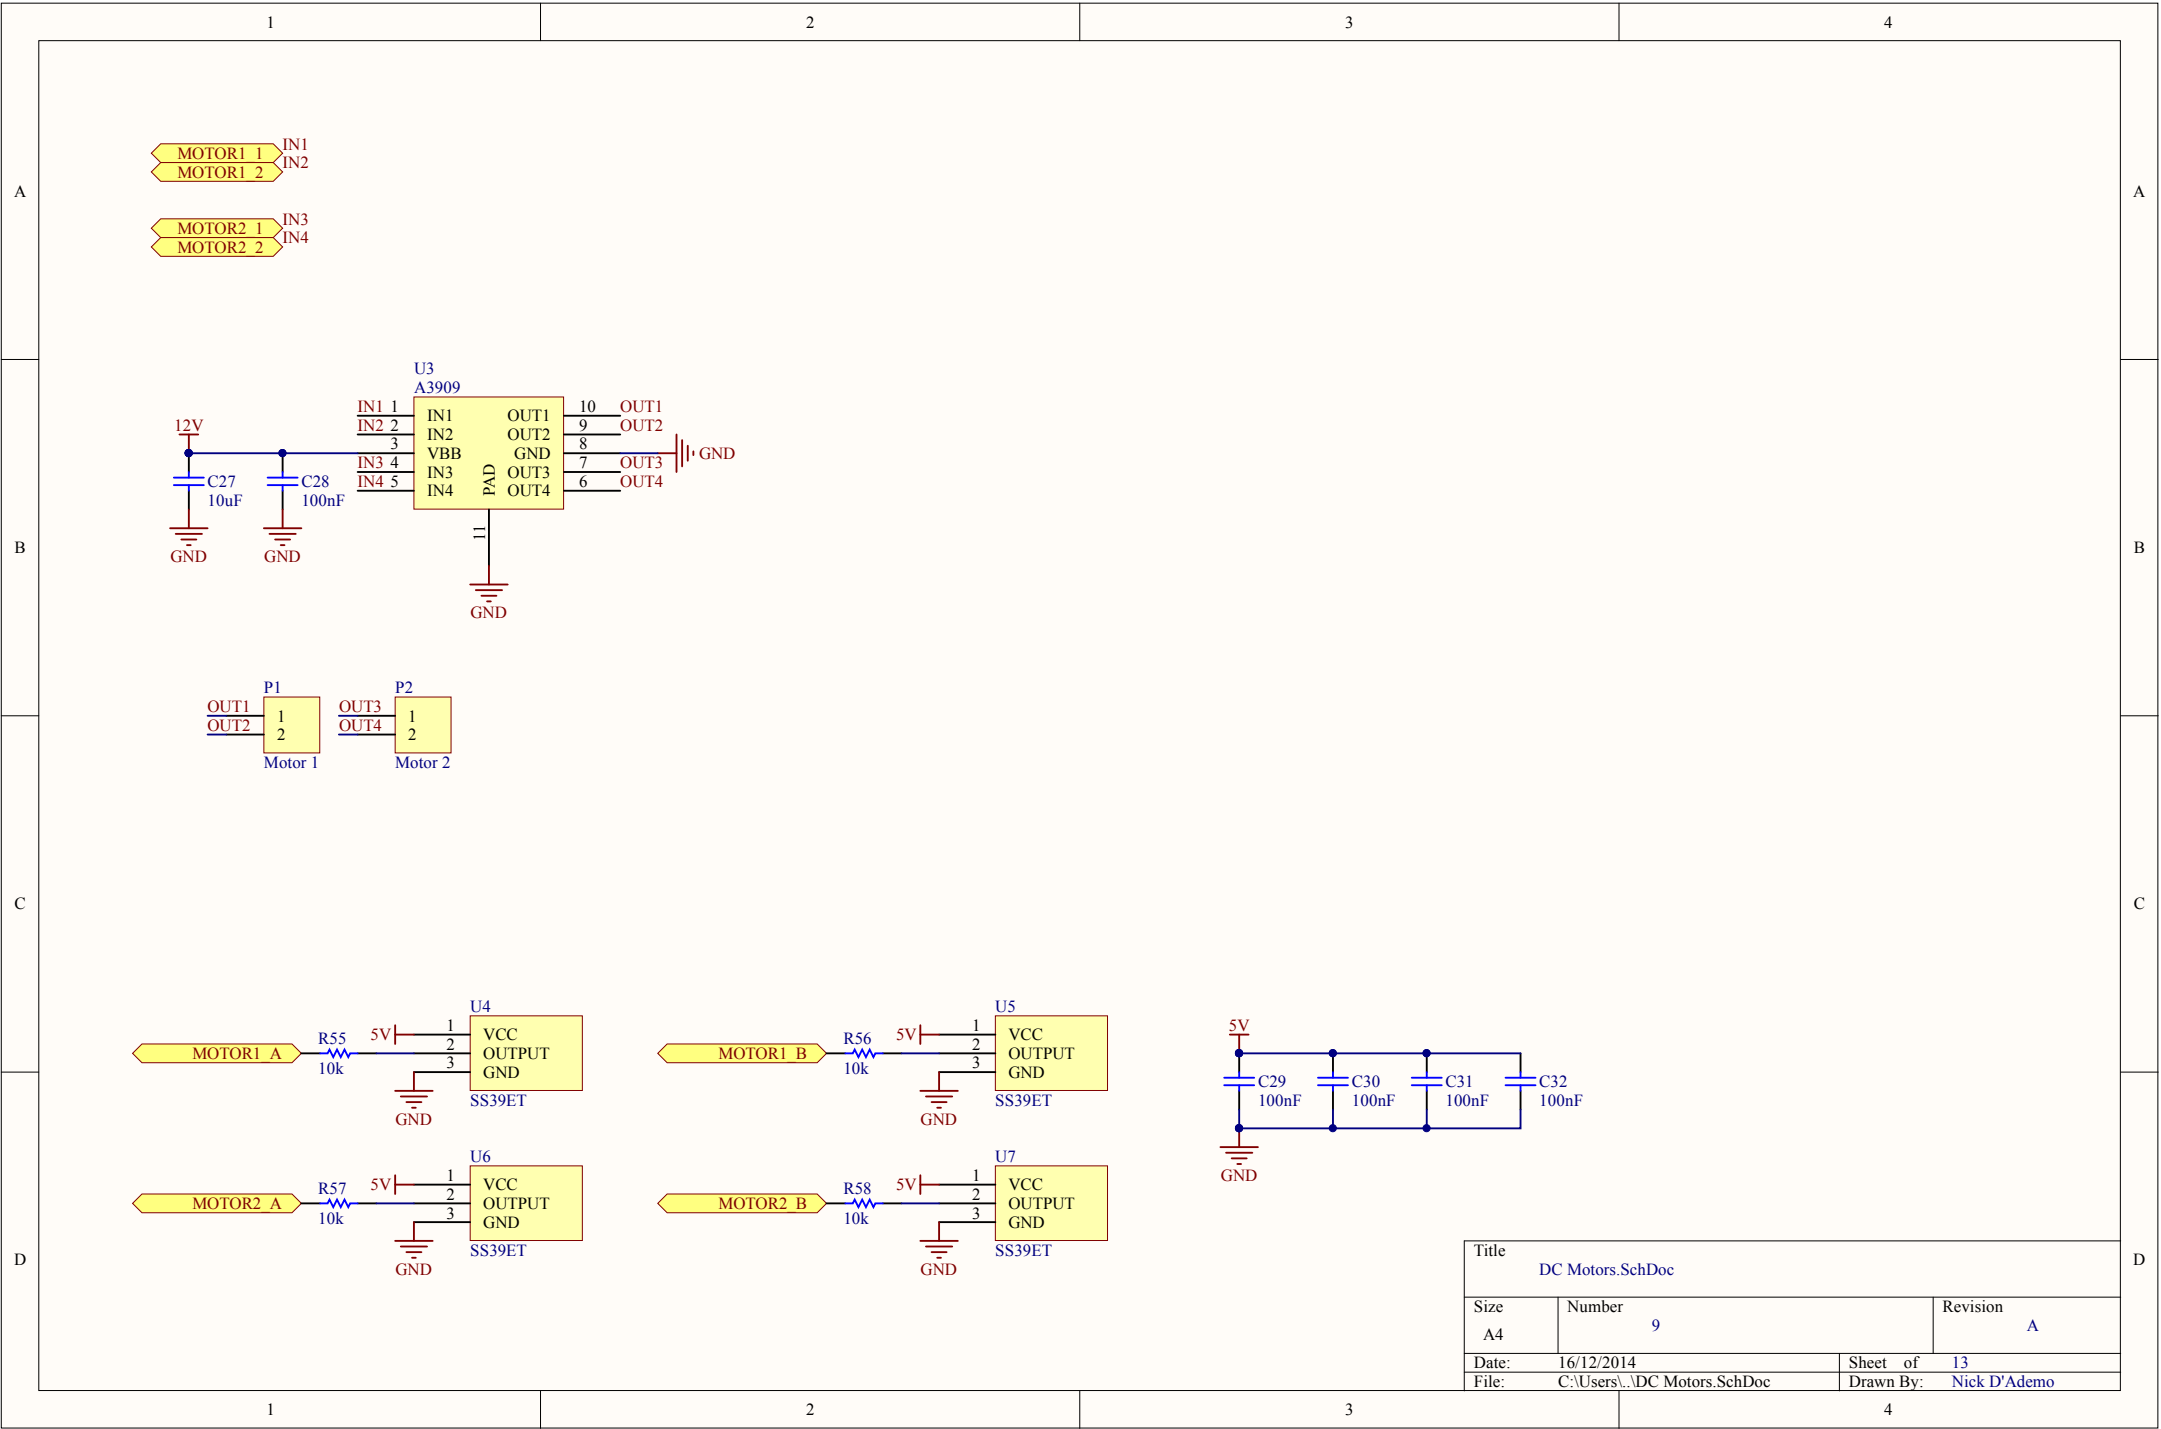 1 2 3 4
A A
MOTOR1_1 IN1
MOTOR1_2 IN2
MOTOR2_1 IN3
MOTOR2_2 IN4
U3
A3909
IN1 1 IN1 OUT1 10 OUT1
IN2 2 IN2 OUT2 9 OUT2
12V 3 VBB GND 8 GND
IN3 4 IN3 OUT3 7 OUT3
IN4 5 IN4 OUT4 6 OUT4
PAD
11
C27
10uF
C28
100nF
GND GND
GND
B B
P1 P2
OUT1 1 OUT3 1
OUT2 2 OUT4 2
Motor 1 Motor 2
C C
U4
5V 1 VCC
MOTOR1_A R55 2 OUTPUT
10k 3 GND
GND SS39ET
U5
5V 1 VCC
MOTOR1_B R56 2 OUTPUT
10k 3 GND
GND SS39ET
5V
C29 C30 C31 C32
100nF 100nF 100nF 100nF
GND
U6
5V 1 VCC
MOTOR2_A R57 2 OUTPUT
10k 3 GND
GND SS39ET
U7
5V 1 VCC
MOTOR2_B R58 2 OUTPUT
10k 3 GND
GND SS39ET
D D
Title
DC Motors.SchDoc
Size Number Revision
A4 9 A
Date: 16/12/2014 Sheet of 13
File: C:\Users\..\DC Motors.SchDoc Drawn By: Nick D'Ademo
1 2 3 4